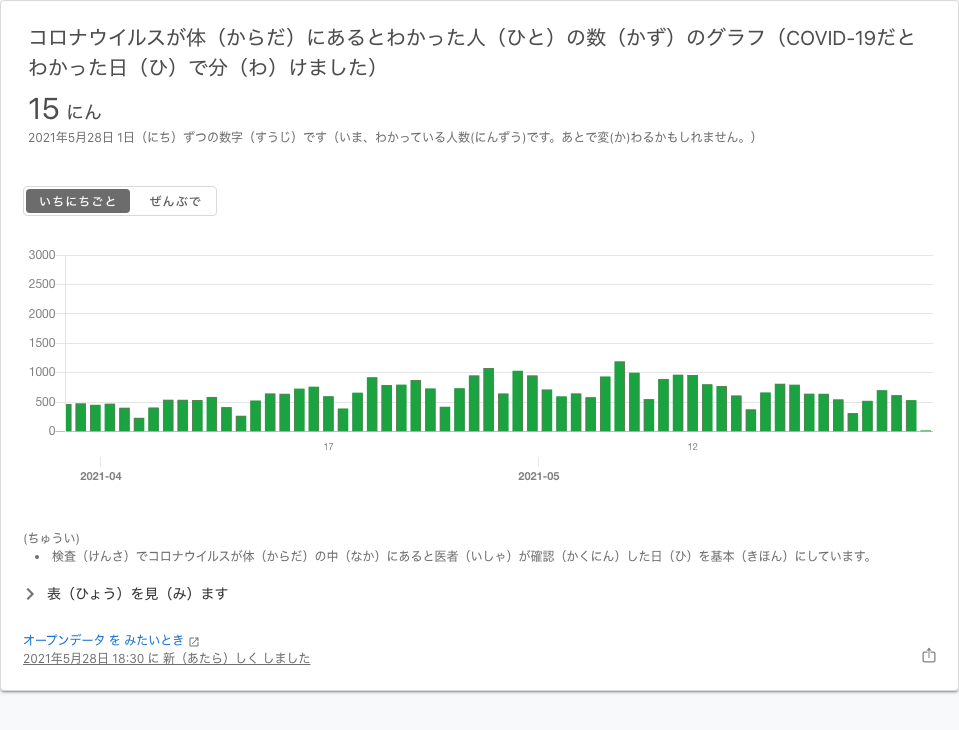 コロナウイルスが体（からだ）にあるとわかった人（ひと）の数（かず）のグラフ（COVID-19だと
わかった日（ひ）で分（わ）けました）
15 にん
2021年5月28日 1日（にち）ずつの数字（すうじ）です（いま、わかっている人数(にんずう)です。あとで変(か)わるかもしれません。）
いちにちごと ぜんぶで
3000
2500
2000
1500
1000
500
0
17 12
2021-04 2021-05
(ちゅうい)
• 検査（けんさ）でコロナウイルスが体（からだ）の中（なか）にあると医者（いしゃ）が確認（かくにん）した日（ひ）を基本（きほん）にしています。
表（ひょう）を見（み）ます
オープンデータ を みたいとき
2021年5月28日 18:30 に 新（あたら）しく しました